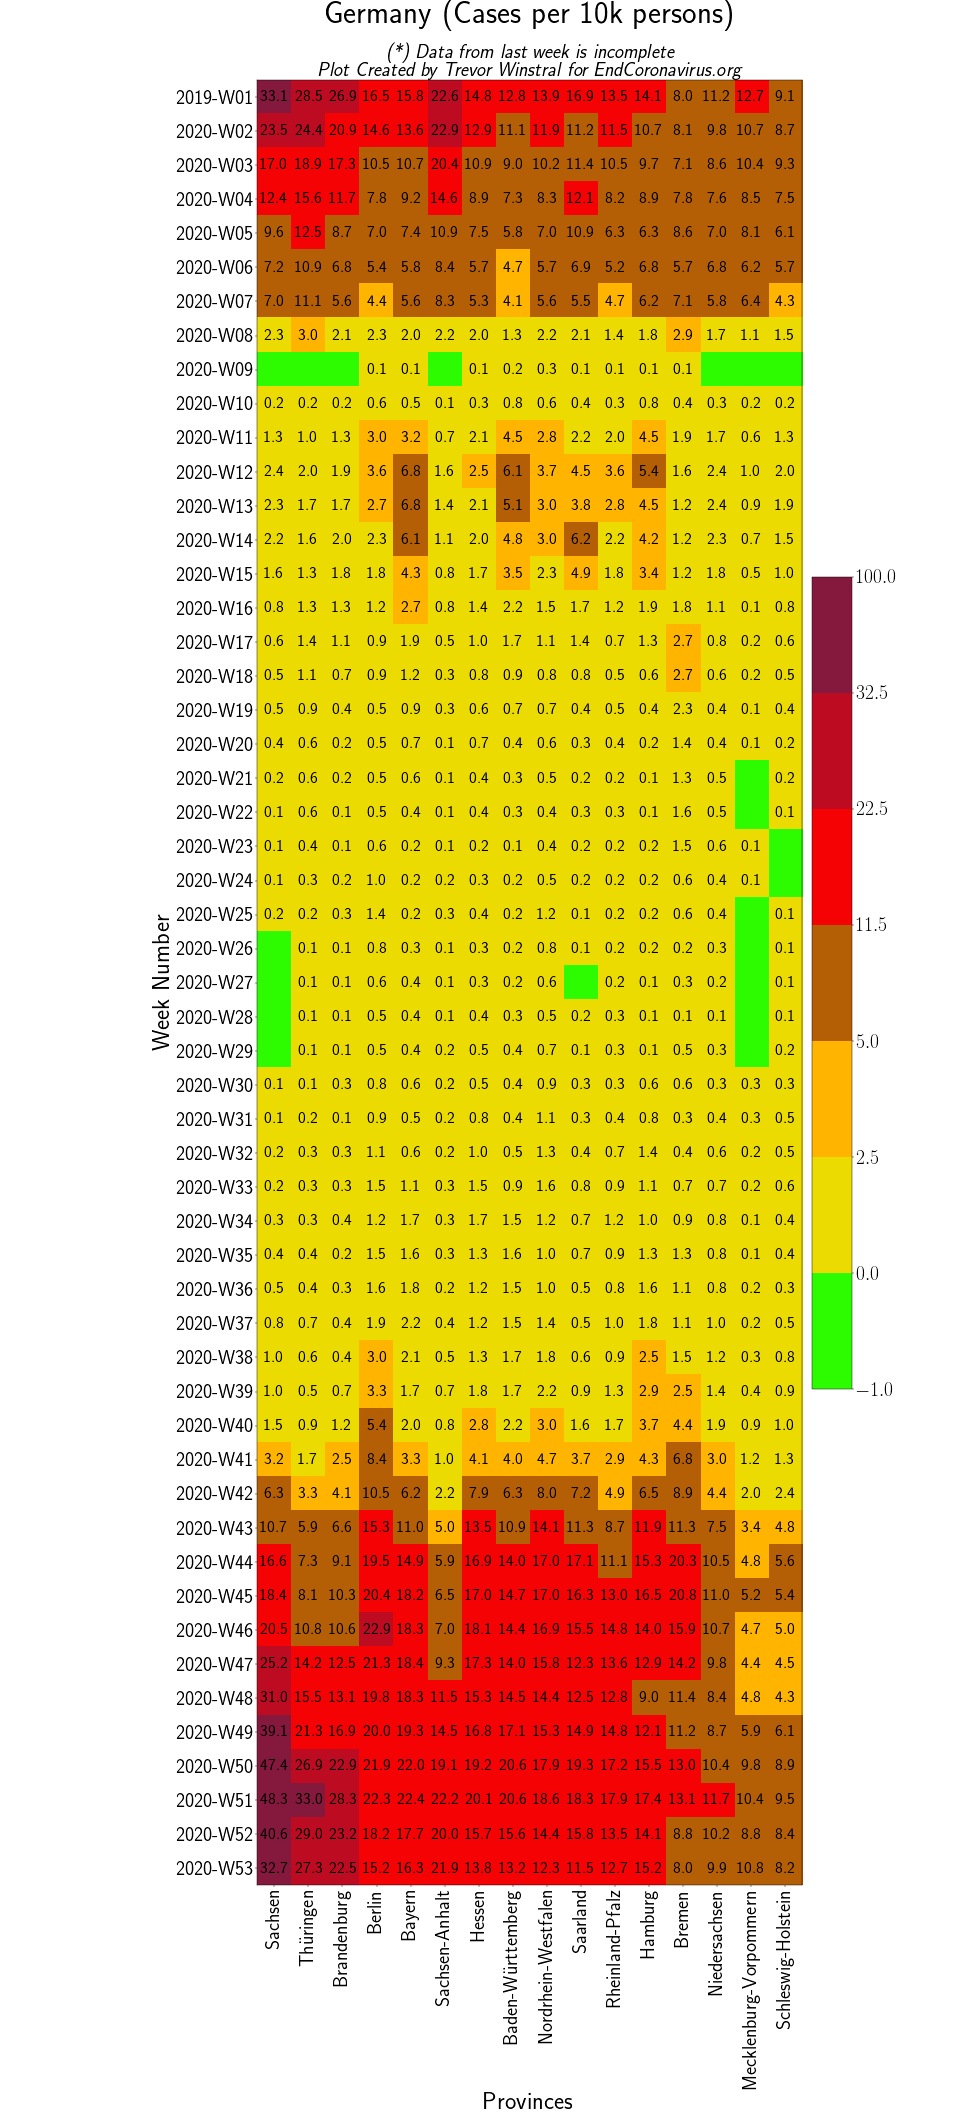 Germany (Cases per 10k persons)
(*) Data from last week is incomplete
Plot Created by Trevor Winstral for EndCoronavirus.org
2019-W01 33.1 28.5 26.9 16.5 15.8 22.6 14.8 12.8 13.9 16.9 13.5 14.1 8.0 11.2 12.7 9.1
2020-W02 23.5 24.4 20.9 14.6 13.6 22.9 12.9 11.1 11.9 11.2 11.5 10.7 8.1 9.8 10.7 8.7
2020-W03 17.0 18.9 17.3 10.5 10.7 20.4 10.9 9.0 10.2 11.4 10.5 9.7 7.1 8.6 10.4 9.3
2020-W04 12.4 15.6 11.7 7.8 9.2 14.6 8.9 7.3 8.3 12.1 8.2 8.9 7.8 7.6 8.5 7.5
2020-W05 9.6 12.5 8.7 7.0 7.4 10.9 7.5 5.8 7.0 10.9 6.3 6.3 8.6 7.0 8.1 6.1
2020-W06 7.2 10.9 6.8 5.4 5.8 8.4 5.7 4.7 5.7 6.9 5.2 6.8 5.7 6.8 6.2 5.7
2020-W07 7.0 11.1 5.6 4.4 5.6 8.3 5.3 4.1 5.6 5.5 4.7 6.2 7.1 5.8 6.4 4.3
2020-W08 2.3 3.0 2.1 2.3 2.0 2.2 2.0 1.3 2.2 2.1 1.4 1.8 2.9 1.7 1.1 1.5
2020-W09 0.1 0.1 0.1 0.2 0.3 0.1 0.1 0.1 0.1
2020-W10 0.2 0.2 0.2 0.6 0.5 0.1 0.3 0.8 0.6 0.4 0.3 0.8 0.4 0.3 0.2 0.2
2020-W11 1.3 1.0 1.3 3.0 3.2 0.7 2.1 4.5 2.8 2.2 2.0 4.5 1.9 1.7 0.6 1.3
2020-W12 2.4 2.0 1.9 3.6 6.8 1.6 2.5 6.1 3.7 4.5 3.6 5.4 1.6 2.4 1.0 2.0
2020-W13 2.3 1.7 1.7 2.7 6.8 1.4 2.1 5.1 3.0 3.8 2.8 4.5 1.2 2.4 0.9 1.9
2020-W14 2.2 1.6 2.0 2.3 6.1 1.1 2.0 4.8 3.0 6.2 2.2 4.2 1.2 2.3 0.7 1.5
2020-W15 1.6 1.3 1.8 1.8 4.3 0.8 1.7 3.5 2.3 4.9 1.8 3.4 1.2 1.8 0.5 1.0
2020-W16 0.8 1.3 1.3 1.2 2.7 0.8 1.4 2.2 1.5 1.7 1.2 1.9 1.8 1.1 0.1 0.8
2020-W17 0.6 1.4 1.1 0.9 1.9 0.5 1.0 1.7 1.1 1.4 0.7 1.3 2.7 0.8 0.2 0.6
2020-W18 0.5 1.1 0.7 0.9 1.2 0.3 0.8 0.9 0.8 0.8 0.5 0.6 2.7 0.6 0.2 0.5
2020-W19 0.5 0.9 0.4 0.5 0.9 0.3 0.6 0.7 0.7 0.4 0.5 0.4 2.3 0.4 0.1 0.4
2020-W20 0.4 0.6 0.2 0.5 0.7 0.1 0.7 0.4 0.6 0.3 0.4 0.2 1.4 0.4 0.1 0.2
2020-W21 0.2 0.6 0.2 0.5 0.6 0.1 0.4 0.3 0.5 0.2 0.2 0.1 1.3 0.5 0.2
2020-W22 0.1 0.6 0.1 0.5 0.4 0.1 0.4 0.3 0.4 0.3 0.3 0.1 1.6 0.5 0.1
2020-W23 0.1 0.4 0.1 0.6 0.2 0.1 0.2 0.1 0.4 0.2 0.2 0.2 1.5 0.6 0.1
2020-W24 0.1 0.3 0.2 1.0 0.2 0.2 0.3 0.2 0.5 0.2 0.2 0.2 0.6 0.4 0.1
2020-W25 0.2 0.2 0.3 1.4 0.2 0.3 0.4 0.2 1.2 0.1 0.2 0.2 0.6 0.4 0.1
2020-W26 0.1 0.1 0.8 0.3 0.1 0.3 0.2 0.8 0.1 0.2 0.2 0.2 0.3 0.1
2020-W27 0.1 0.1 0.6 0.4 0.1 0.3 0.2 0.6 0.2 0.1 0.3 0.2 0.1
2020-W28 0.1 0.1 0.5 0.4 0.1 0.4 0.3 0.5 0.2 0.3 0.1 0.1 0.1 0.1
2020-W29 0.1 0.1 0.5 0.4 0.2 0.5 0.4 0.7 0.1 0.3 0.1 0.5 0.3 0.2
2020-W30 0.1 0.1 0.3 0.8 0.6 0.2 0.5 0.4 0.9 0.3 0.3 0.6 0.6 0.3 0.3 0.3
2020-W31 0.1 0.2 0.1 0.9 0.5 0.2 0.8 0.4 1.1 0.3 0.4 0.8 0.3 0.4 0.3 0.5
2020-W32 0.2 0.3 0.3 1.1 0.6 0.2 1.0 0.5 1.3 0.4 0.7 1.4 0.4 0.6 0.2 0.5
2020-W33 0.2 0.3 0.3 1.5 1.1 0.3 1.5 0.9 1.6 0.8 0.9 1.1 0.7 0.7 0.2 0.6
2020-W34 0.3 0.3 0.4 1.2 1.7 0.3 1.7 1.5 1.2 0.7 1.2 1.0 0.9 0.8 0.1 0.4
2020-W35 0.4 0.4 0.2 1.5 1.6 0.3 1.3 1.6 1.0 0.7 0.9 1.3 1.3 0.8 0.1 0.4
2020-W36 0.5 0.4 0.3 1.6 1.8 0.2 1.2 1.5 1.0 0.5 0.8 1.6 1.1 0.8 0.2 0.3
2020-W37 0.8 0.7 0.4 1.9 2.2 0.4 1.2 1.5 1.4 0.5 1.0 1.8 1.1 1.0 0.2 0.5
2020-W38 1.0 0.6 0.4 3.0 2.1 0.5 1.3 1.7 1.8 0.6 0.9 2.5 1.5 1.2 0.3 0.8
2020-W39 1.0 0.5 0.7 3.3 1.7 0.7 1.8 1.7 2.2 0.9 1.3 2.9 2.5 1.4 0.4 0.9
2020-W40 1.5 0.9 1.2 5.4 2.0 0.8 2.8 2.2 3.0 1.6 1.7 3.7 4.4 1.9 0.9 1.0
2020-W41 3.2 1.7 2.5 8.4 3.3 1.0 4.1 4.0 4.7 3.7 2.9 4.3 6.8 3.0 1.2 1.3
2020-W42 6.3 3.3 4.1 10.5 6.2 2.2 7.9 6.3 8.0 7.2 4.9 6.5 8.9 4.4 2.0 2.4
2020-W43 10.7 5.9 6.6 15.3 11.0 5.0 13.5 10.9 14.1 11.3 8.7 11.9 11.3 7.5 3.4 4.8
2020-W44 16.6 7.3 9.1 19.5 14.9 5.9 16.9 14.0 17.0 17.1 11.1 15.3 20.3 10.5 4.8 5.6
2020-W45 18.4 8.1 10.3 20.4 18.2 6.5 17.0 14.7 17.0 16.3 13.0 16.5 20.8 11.0 5.2 5.4
2020-W46 20.5 10.8 10.6 22.9 18.3 7.0 18.1 14.4 16.9 15.5 14.8 14.0 15.9 10.7 4.7 5.0
2020-W47 25.2 14.2 12.5 21.3 18.4 9.3 17.3 14.0 15.8 12.3 13.6 12.9 14.2 9.8 4.4 4.5
2020-W48 31.0 15.5 13.1 19.8 18.3 11.5 15.3 14.5 14.4 12.5 12.8 9.0 11.4 8.4 4.8 4.3
2020-W49 39.1 21.3 16.9 20.0 19.3 14.5 16.8 17.1 15.3 14.9 14.8 12.1 11.2 8.7 5.9 6.1
2020-W50 47.4 26.9 22.9 21.9 22.0 19.1 19.2 20.6 17.9 19.3 17.2 15.5 13.0 10.4 9.8 8.9
2020-W51 48.3 33.0 28.3 22.3 22.4 22.2 20.1 20.6 18.6 18.3 17.9 17.4 13.1 11.7 10.4 9.5
2020-W52 40.6 29.0 23.2 18.2 17.7 20.0 15.7 15.6 14.4 15.8 13.5 14.1 8.8 10.2 8.8 8.4
2020-W53 32.7 27.3 22.5 15.2 16.3 21.9 13.8 13.2 12.3 11.5 12.7 15.2 8.0 9.9 10.8 8.2
Week Number
Sachsen
Thüringen
Brandenburg
Berlin
Bayern
Sachsen-Anhalt
Hessen
Baden-Württemberg
Nordrhein-Westfalen
Saarland
Rheinland-Pfalz
Hamburg
Bremen
Niedersachsen
Mecklenburg-Vorpommern
Schleswig-Holstein
Provinces
100.0
32.5
22.5
11.5
5.0
2.5
0.0
−1.0